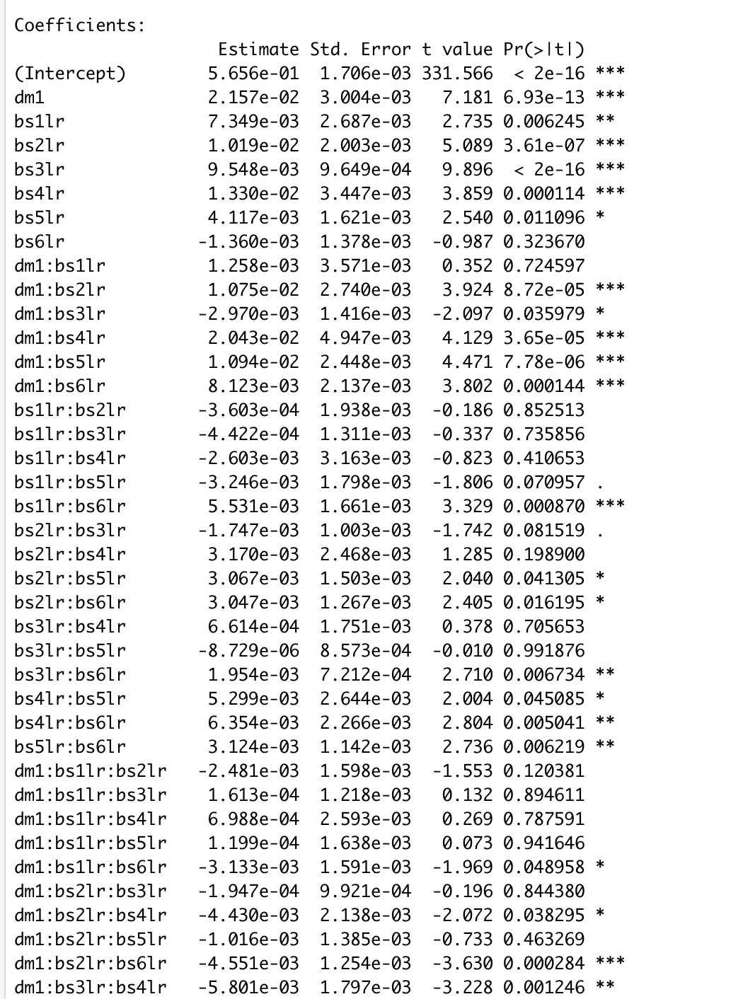 Coefficients:
Estimate Std. Error t value Pr(>|t|)
(Intercept) 5.656e-01 1.706e-03 331.566 < 2e-16 ***
dm1 2.157e-02 3.004e-03 7.181 6.93e-13 ***
bs1lr 7.349e-03 2.687e-03 2.735 0.006245 **
bs2lr 1.019e-02 2.003e-03 5.089 3.61e-07 ***
bs3lr 9.548e-03 9.649e-04 9.896 < 2e-16 ***
bs4lr 1.330e-02 3.447e-03 3.859 0.000114 ***
bs5lr 4.117e-03 1.621e-03 2.540 0.011096 *
bs6lr -1.360e-03 1.378e-03 -0.987 0.323670
dm1:bs1lr 1.258e-03 3.571e-03 0.352 0.724597
dm1:bs2lr 1.075e-02 2.740e-03 3.924 8.72e-05 ***
dm1:bs3lr -2.970e-03 1.416e-03 -2.097 0.035979 *
dm1:bs4lr 2.043e-02 4.947e-03 4.129 3.65e-05 ***
dm1:bs5lr 1.094e-02 2.448e-03 4.471 7.78e-06 ***
dm1:bs6lr 8.123e-03 2.137e-03 3.802 0.000144 ***
bs1lr:bs2lr -3.603e-04 1.938e-03 -0.186 0.852513
bs1lr:bs3lr -4.422e-04 1.311e-03 -0.337 0.735856
bs1lr:bs4lr -2.603e-03 3.163e-03 -0.823 0.410653
bs1lr:bs5lr -3.246e-03 1.798e-03 -1.806 0.070957 .
bs1lr:bs6lr 5.531e-03 1.661e-03 3.329 0.000870 ***
bs2lr:bs3lr -1.747e-03 1.003e-03 -1.742 0.081519 .
bs2lr:bs4lr 3.170e-03 2.468e-03 1.285 0.198900
bs2lr:bs5lr 3.067e-03 1.503e-03 2.040 0.041305 *
bs2lr:bs6lr 3.047e-03 1.267e-03 2.405 0.016195 *
bs3lr:bs4lr 6.614e-04 1.751e-03 0.378 0.705653
bs3lr:bs5lr -8.729e-06 8.573e-04 -0.010 0.991876
bs3lr:bs6lr 1.954e-03 7.212e-04 2.710 0.006734 **
bs4lr:bs5lr 5.299e-03 2.644e-03 2.004 0.045085 *
bs4lr:bs6lr 6.354e-03 2.266e-03 2.804 0.005041 **
bs5lr:bs6lr 3.124e-03 1.142e-03 2.736 0.006219 **
dm1:bs1lr:bs2lr -2.481e-03 1.598e-03 -1.553 0.120381
dm1:bs1lr:bs3lr 1.613e-04 1.218e-03 0.132 0.894611
dm1:bs1lr:bs4lr 6.988e-04 2.593e-03 0.269 0.787591
dm1:bs1lr:bs5lr 1.199e-04 1.638e-03 0.073 0.941646
dm1:bs1lr:bs6lr -3.133e-03 1.591e-03 -1.969 0.048958 *
dm1:bs2lr:bs3lr -1.947e-04 9.921e-04 -0.196 0.844380
dm1:bs2lr:bs4lr -4.430e-03 2.138e-03 -2.072 0.038295 *
dm1:bs2lr:bs5lr -1.016e-03 1.385e-03 -0.733 0.463269
dm1:bs2lr:bs6lr -4.551e-03 1.254e-03 -3.630 0.000284 ***
dm1:bs3lr:bs4lr -5.801e-03 1.797e-03 -3.228 0.001246 **